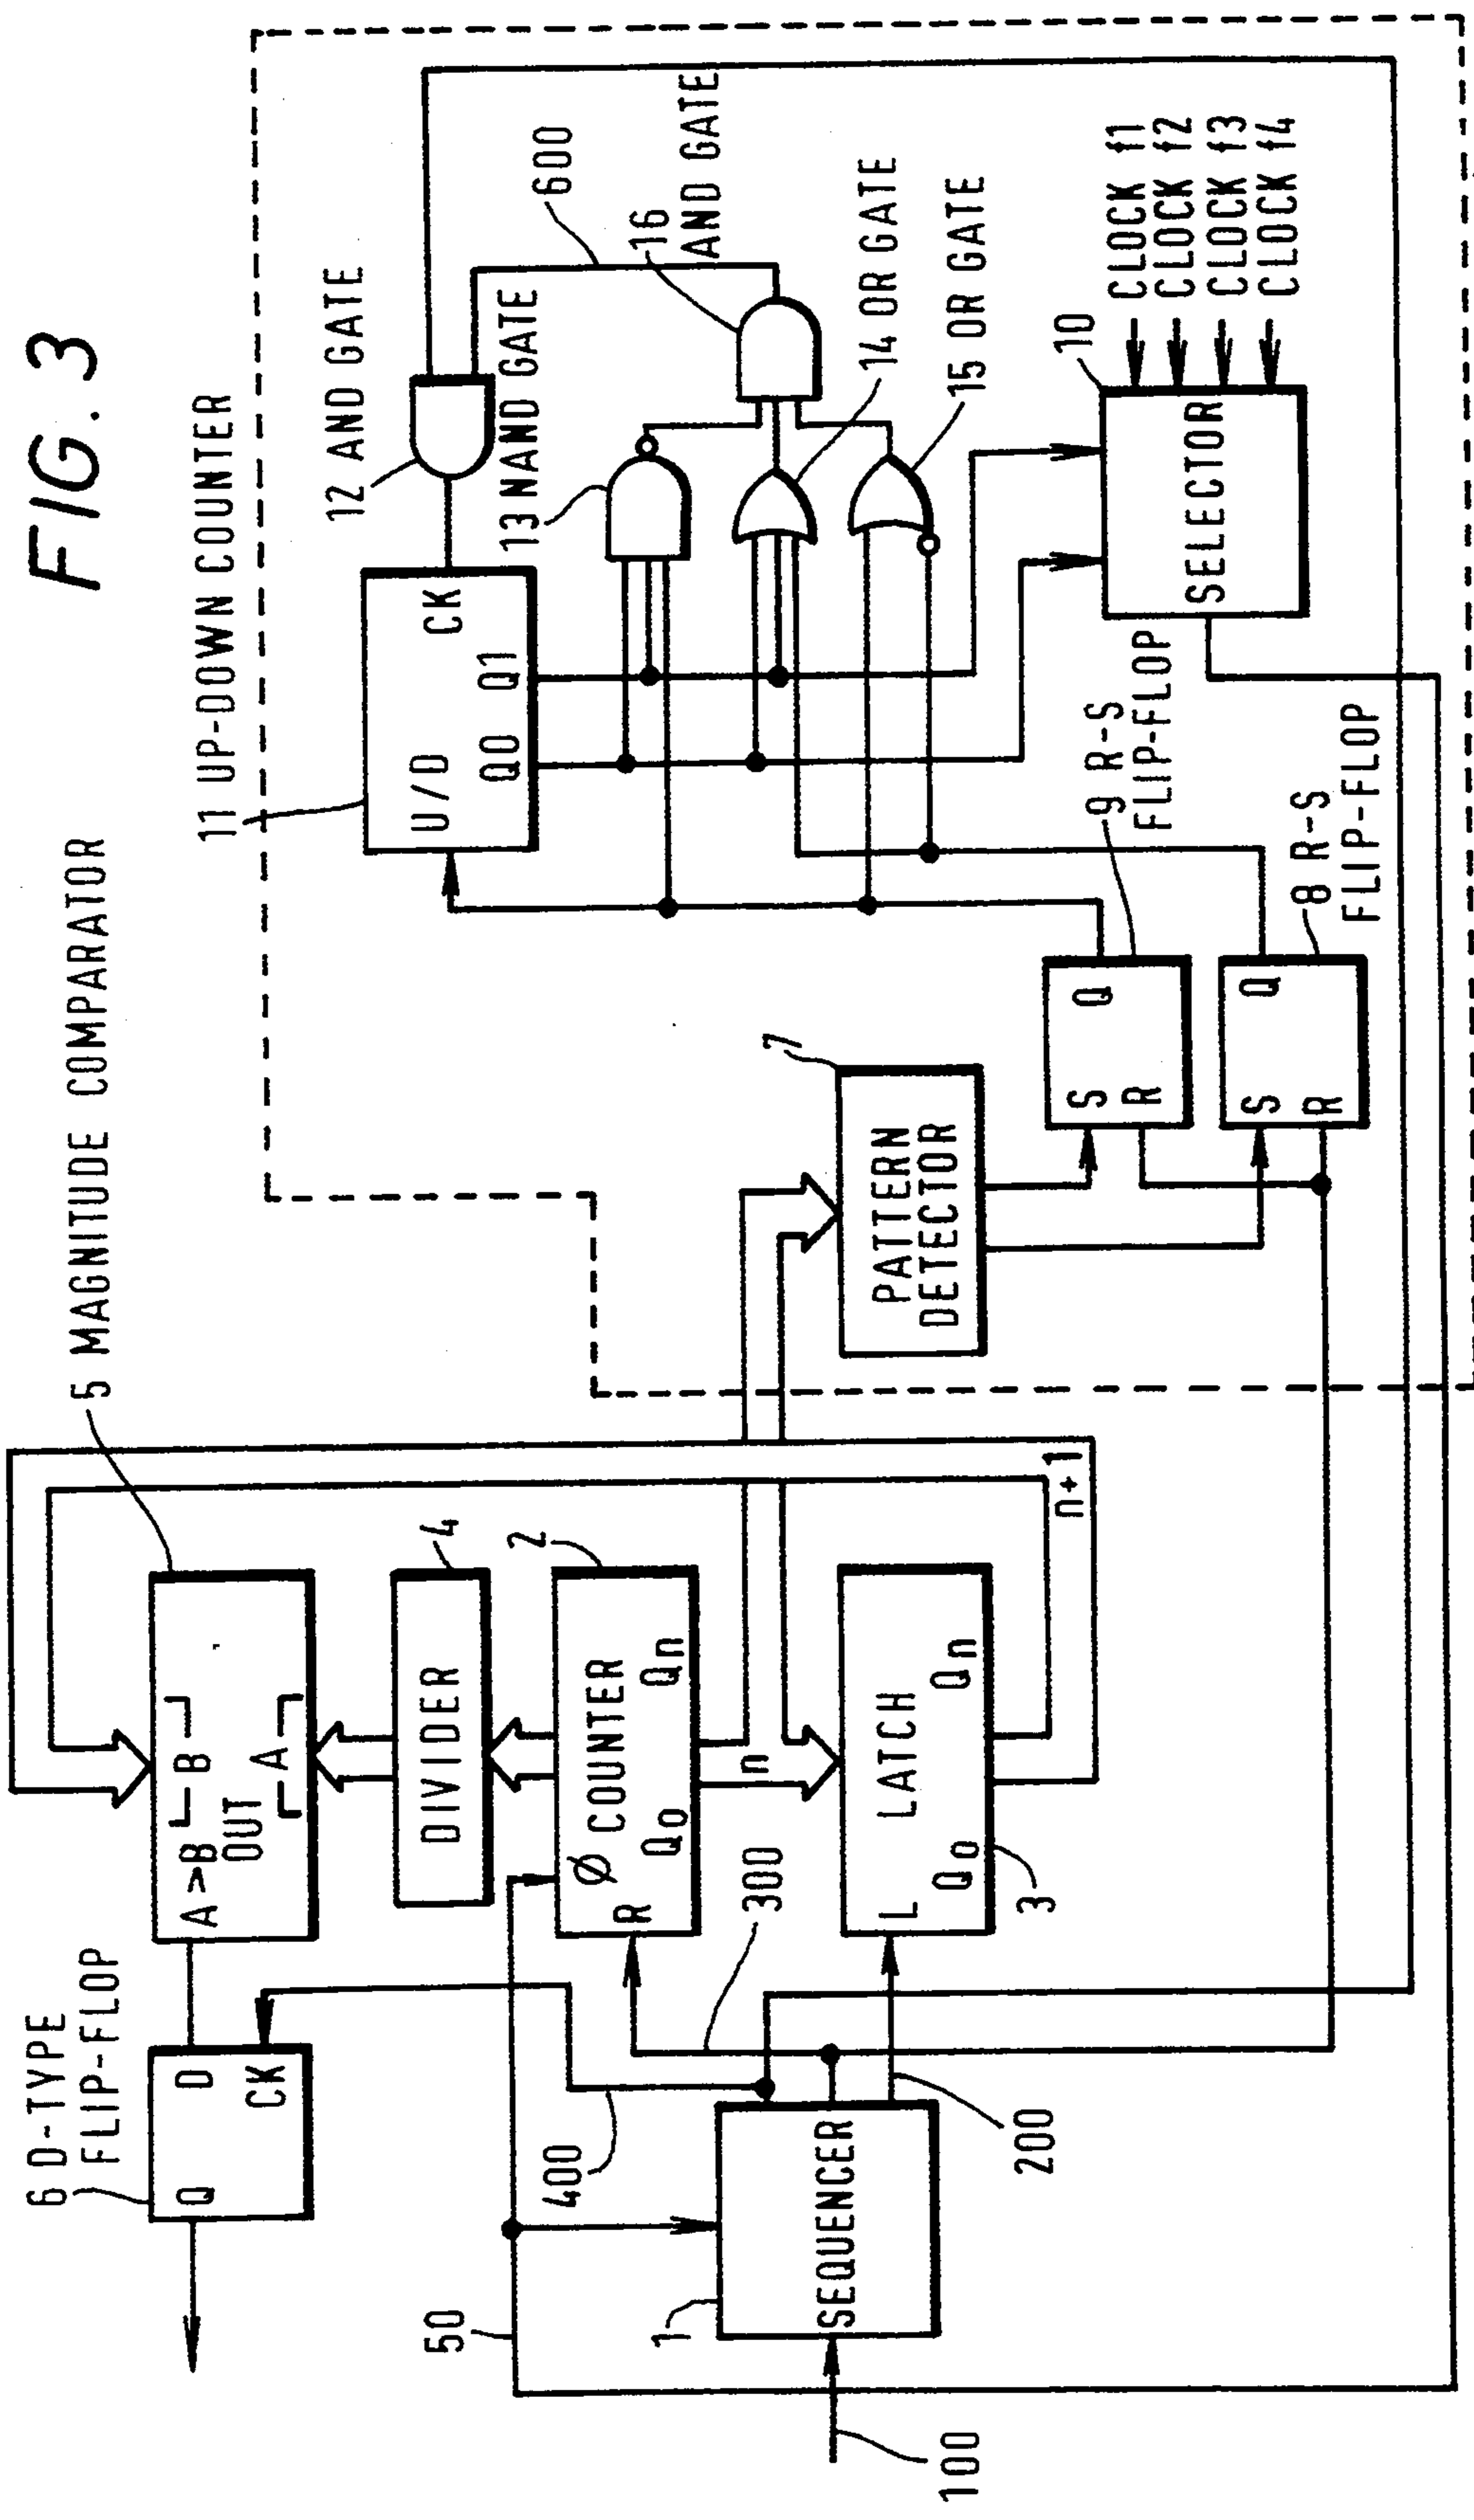 FIG. 3
6 D-TYPE
FLIP-FLOP
Q
D
CK
5 MAGNITUDE COMPARATOR
A>B
OUT
B
A
4
DIVIDER
2
Ø COUNTER
R
Q0
Qn
n
300
LATCH
L
Q0
Qn
3
n+1
400
200
50
1
SEQUENCER
100
11 UP-DOWN COUNTER
U/D
CK
Q0
Q1
12 AND GATE
13 NAND GATE
600
16
AND GATE
14 OR GATE
15 OR GATE
7
PATTERN
DETECTOR
9 R-S
FLIP-FLOP
S
R
Q
8 R-S
FLIP-FLOP
S
R
Q
10
SELECTOR
CLOCK f1
CLOCK f2
CLOCK f3
CLOCK f4